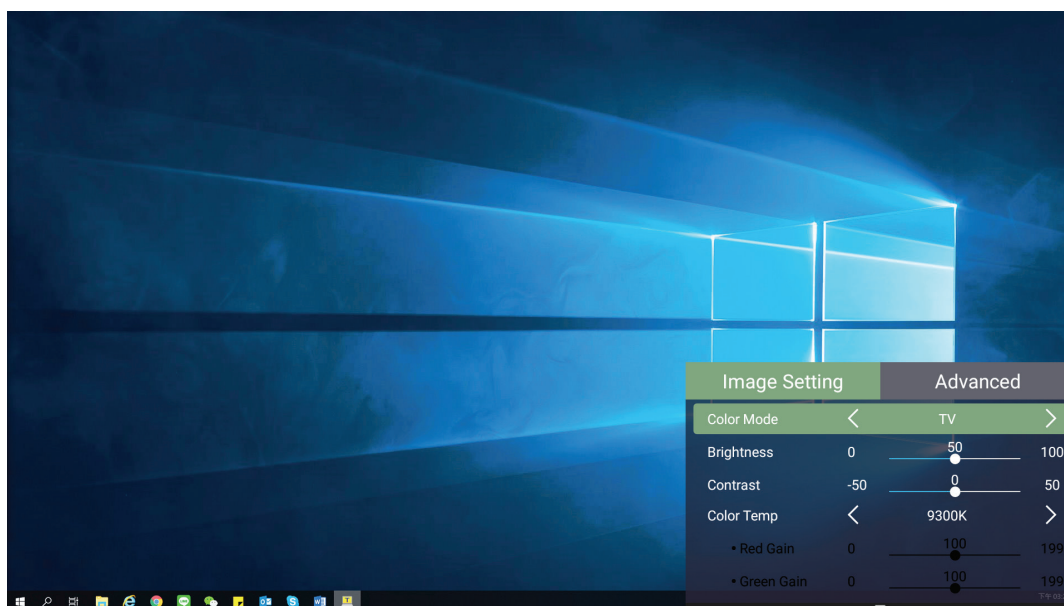 Image Setting Advanced
Color Mode TV
Brightness 0 50 100
Contrast -50 0 50
Color Temp 9300K
• Red Gain 0 100 199
• Green Gain 0 100 199